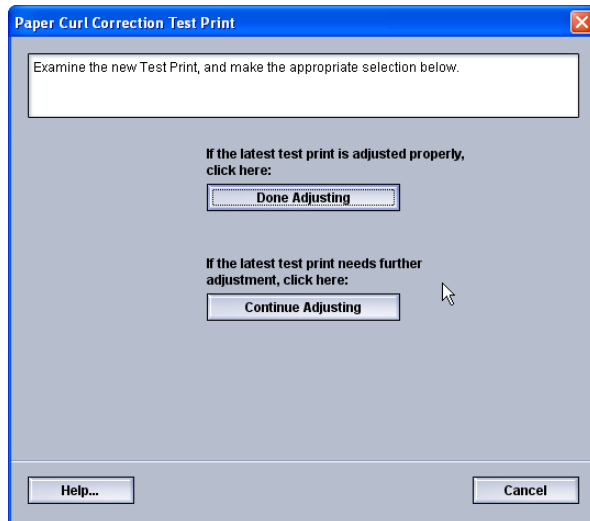 Paper Curl Correction Test Print
Examine the new Test Print, and make the appropriate selection below.
If the latest test print is adjusted properly,
click here:
Done Adjusting
If the latest test print needs further
adjustment, click here:
Continue Adjusting
Help...
Cancel